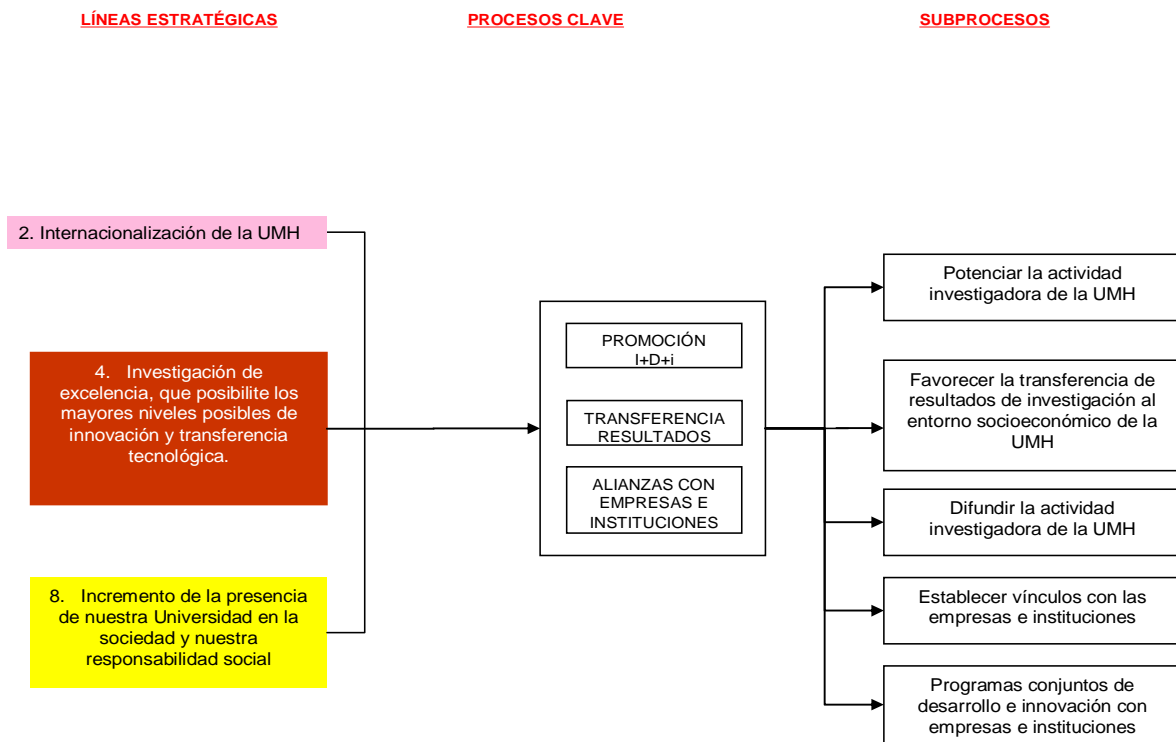 LÍNEAS ESTRATÉGICAS
PROCESOS CLAVE
SUBPROCESOS
2. Internacionalización de la UMH
4. Investigación de
excelencia, que posibilite los
mayores niveles posibles de
innovación y transferencia
tecnológica.
8. Incremento de la presencia
de nuestra Universidad en la
sociedad y nuestra
responsabilidad social
PROMOCIÓN
I+D+i
TRANSFERENCIA
RESULTADOS
ALIANZAS CON
EMPRESAS E
INSTITUCIONES
Potenciar la actividad
investigadora de la UMH
Favorecer la transferencia de
resultados de investigación al
entorno socioeconómico de la
UMH
Difundir la actividad
investigadora de la UMH
Establecer vínculos con las
empresas e instituciones
Programas conjuntos de
desarrollo e innovación con
empresas e instituciones